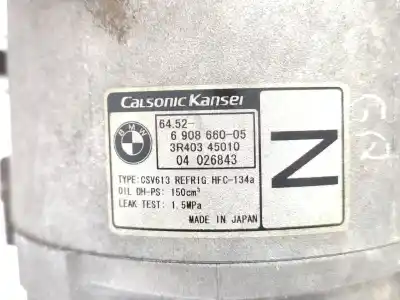 Calsonic Kansei
BMW
64.52-
6 908 660-05
3R403 45010
04 026843
N
TYPE:CSV613 REFRIG.HFC-134a
OIL DH-PS: 150cm³
LEAK TEST: 1.5MPa
MADE IN JAPAN